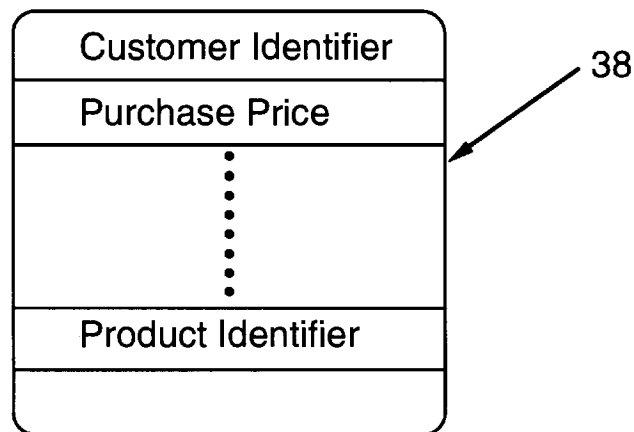 Customer Identifier
38
Purchase Price
Product Identifier